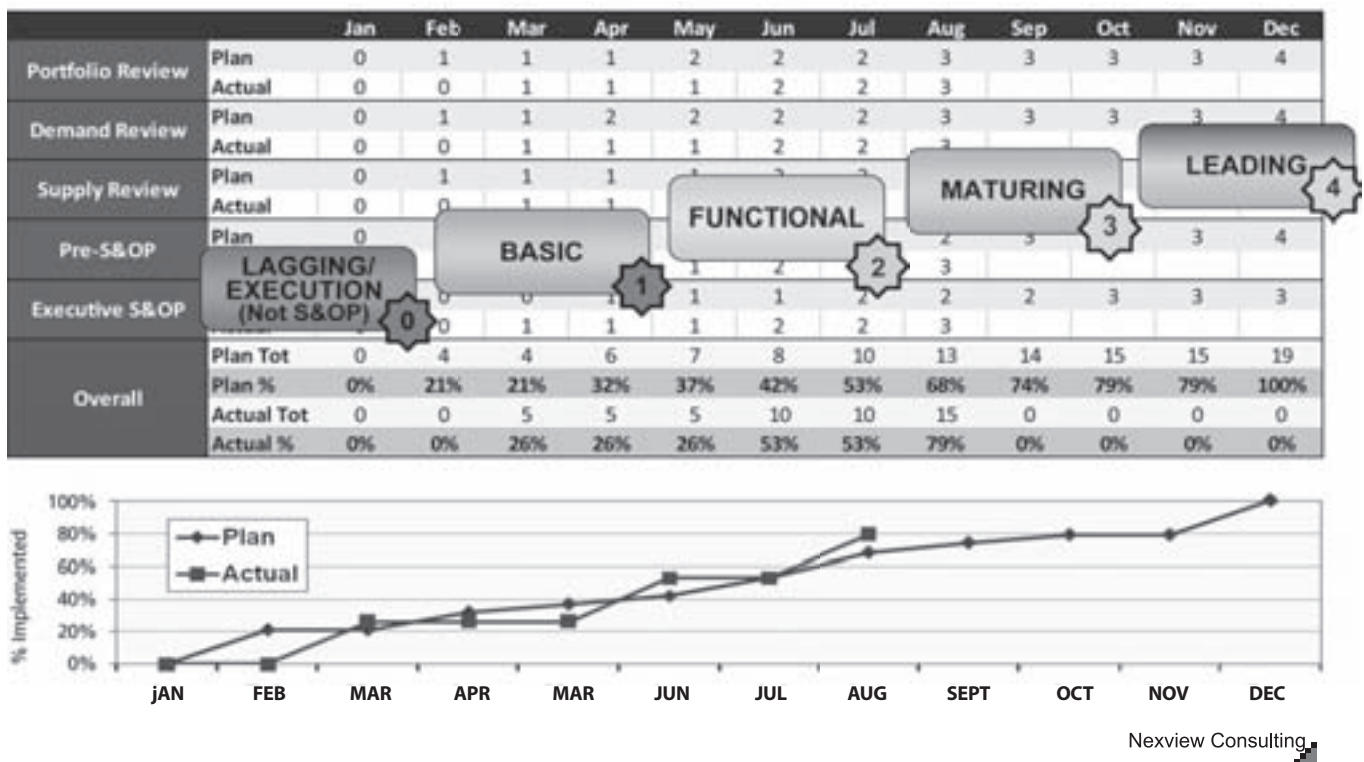 Jan Feb Mar Apr May Jun Jul Aug Sep Oct Nov Dec
Portfolio Review
Plan 0 1 1 1 2 2 2 3 3 3 3 4
Actual 0 0 1 1 1 2 2 3
Demand Review
Plan 0 1 1 2 2 2 2 3 3 3 3 4
Actual 0 0 1 1 1 2 2
Supply Review
Plan 0 1 1 1
Actual 0 0 1 1
Pre-S&OP
Plan 0 2 3 3 4
1 2 3
Executive S&OP
0 0 1 1 1 2 2 2 3 3 3
0 1 1 1 2 2 3
LAGGING/
EXECUTION
(Not S&OP) 0
BASIC
1
FUNCTIONAL
2
MATURING
3
LEADING
4
Overall
Plan Tot 0 4 4 6 7 8 10 13 14 15 15 19
Plan % 0% 21% 21% 32% 37% 42% 53% 68% 74% 79% 79% 100%
Actual Tot 0 0 5 5 5 10 10 15 0 0 0 0
Actual % 0% 0% 26% 26% 26% 53% 53% 79% 0% 0% 0% 0%
% Implemented
100%
80%
60%
40%
20%
0%
Plan
Actual
jAN FEB MAR APR MAR JUN JUL AUG SEPT OCT NOV DEC
Nexview Consulting